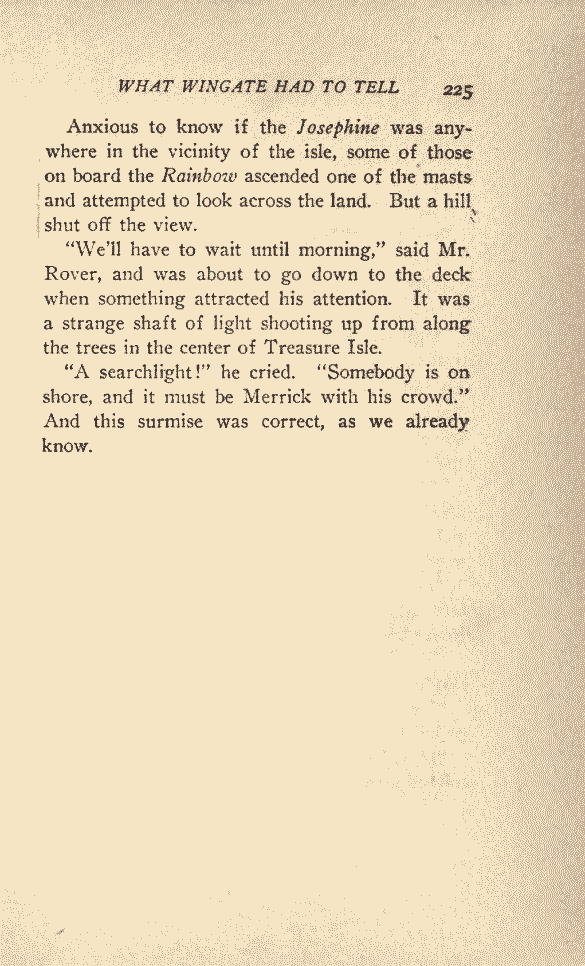 WHAT WINGATE HAD TO TELL 225
Anxious to know if the Josephine was any-
where in the vicinity of the isle, some of those
on board the Rainbow ascended one of the masts
and attempted to look across the land. But a hill
shut off the view.
"We'll have to wait until morning," said Mr.
Rover, and was about to go down to the deck
when something attracted his attention. It was
a strange shaft of light shooting up from along
the trees in the center of Treasure Isle.
"A searchlight!" he cried. "Somebody is on
shore, and it must be Merrick with his crowd."
And this surmise was correct, as we already
know.